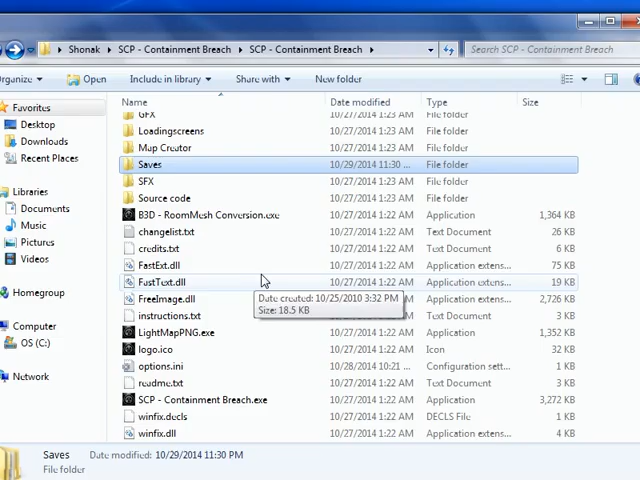 Shonak ▸ SCP - Containment Breach ▸ SCP - Containment Breach ▸ Search SCP - Containment Breach
Organize Open Include in library Share with New folder
Name Date modified Type Size
Favorites
Desktop
Downloads
Recent Places
Libraries
Documents
Music
Pictures
Videos
Homegroup
Computer
OS (C:)
Network
GFX 10/27/2014 1:23 AM File folder
Loadingscreens 10/27/2014 1:23 AM File folder
Map Creator 10/27/2014 1:23 AM File folder
Saves 10/29/2014 11:30 ... File folder
SFX 10/27/2014 1:23 AM File folder
Source code 10/27/2014 1:23 AM File folder
B3D - RoomMesh Conversion.exe 10/27/2014 1:22 AM Application 1,364 KB
changelist.txt 10/27/2014 1:22 AM Text Document 26 KB
credits.txt 10/27/2014 1:22 AM Text Document 6 KB
FastExt.dll 10/27/2014 1:22 AM Application extens... 75 KB
FastText.dll 10/27/2014 1:22 AM Application extens... 19 KB
FreeImage.dll 10/27/2014 1:22 AM Application extens... 2,726 KB
instructions.txt 10/27/2014 1:22 AM Text Document 3 KB
LightMapPNG.exe 10/27/2014 1:22 AM Application 1,352 KB
logo.ico 10/27/2014 1:22 AM Icon 32 KB
options.ini 10/28/2014 10:21 ... Configuration sett... 1 KB
readme.txt 10/27/2014 1:22 AM Text Document 3 KB
SCP - Containment Breach.exe 10/27/2014 1:22 AM Application 3,272 KB
winfix.decls 10/27/2014 1:22 AM DECLS File 1 KB
winfix.dll 10/27/2014 1:22 AM Application extens... 4 KB
Date created: 10/25/2010 3:32 PM
Size: 18.5 KB
Saves Date modified: 10/29/2014 11:30 PM
File folder